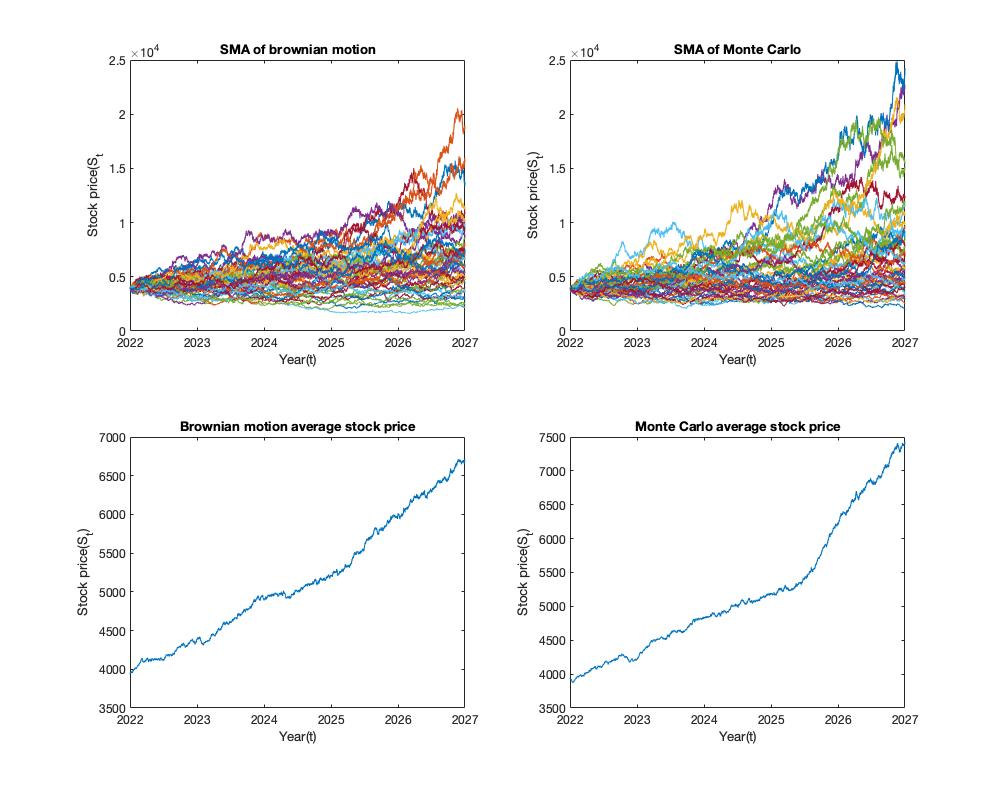 SMA of brownian motion
×10⁴
2.5
2
1.5
1
0.5
0
Stock price(S_t
2022 2023 2024 2025 2026 2027
Year(t)
SMA of Monte Carlo
×10⁴
2.5
2
1.5
1
0.5
0
Stock price(S_t)
2022 2023 2024 2025 2026 2027
Year(t)
Brownian motion average stock price
7000
6500
6000
5500
5000
4500
4000
3500
Stock price(S_t)
2022 2023 2024 2025 2026 2027
Year(t)
Monte Carlo average stock price
7500
7000
6500
6000
5500
5000
4500
4000
3500
Stock price(S_t)
2022 2023 2024 2025 2026 2027
Year(t)